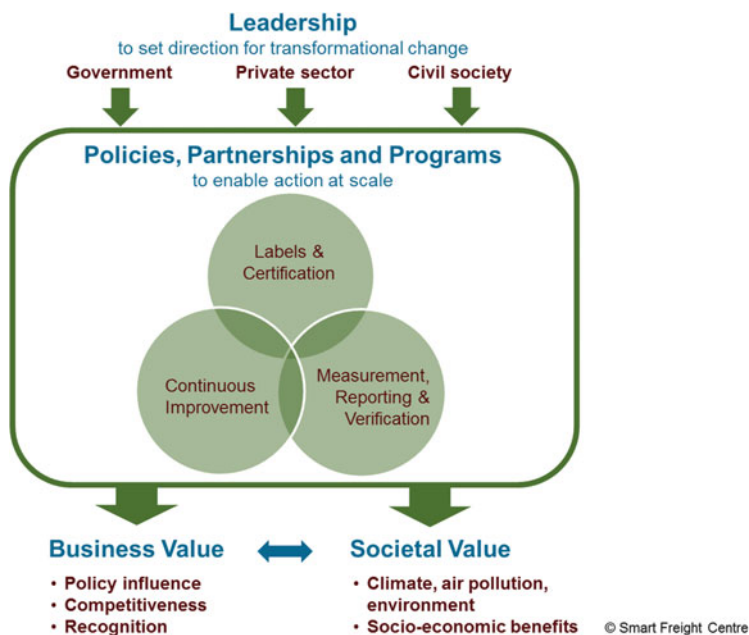 Leadership
to set direction for transformational change
Government Private sector Civil society
Policies, Partnerships and Programs
to enable action at scale
Labels &
Certification
Continuous
Improvement
Measurement,
Reporting &
Verification
Business Value
• Policy influence
• Competitiveness
• Recognition
Societal Value
• Climate, air pollution,
environment
• Socio-economic benefits
© Smart Freight Centre